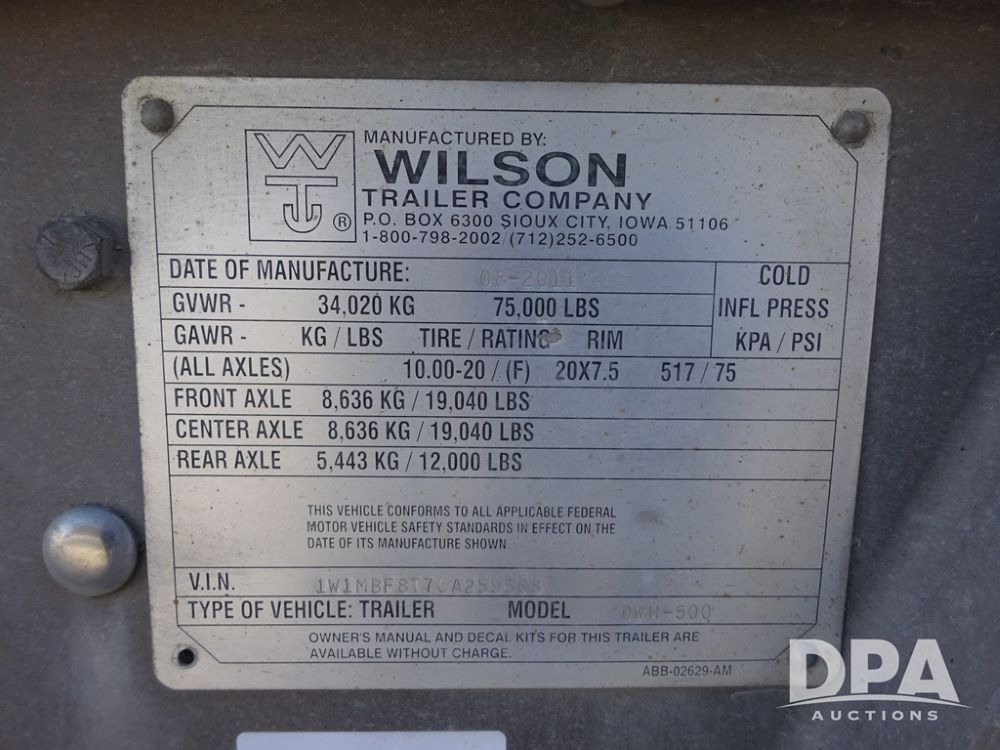 WT
®
MANUFACTURED BY:
WILSON
TRAILER COMPANY
P.O. BOX 6300 SIOUX CITY, IOWA 51106
1-800-798-2002/(712)252-6500
DATE OF MANUFACTURE: 08-2011
COLD
INFL PRESS
KPA / PSI
GVWR - 34,020 KG 75,000 LBS
GAWR - KG / LBS TIRE / RATING RIM
(ALL AXLES) 10.00-20 / (F) 20X7.5 517 / 75
FRONT AXLE 8,636 KG / 19,040 LBS
CENTER AXLE 8,636 KG / 19,040 LBS
REAR AXLE 5,443 KG / 12,000 LBS
THIS VEHICLE CONFORMS TO ALL APPLICABLE FEDERAL
MOTOR VEHICLE SAFETY STANDARDS IN EFFECT ON THE
DATE OF ITS MANUFACTURE SHOWN.
V.I.N.
TYPE OF VEHICLE: TRAILER MODEL DWH-500
OWNER'S MANUAL AND DECAL KITS FOR THIS TRAILER ARE
AVAILABLE WITHOUT CHARGE.
ABB-02629-AM
DPA
AUCTIONS